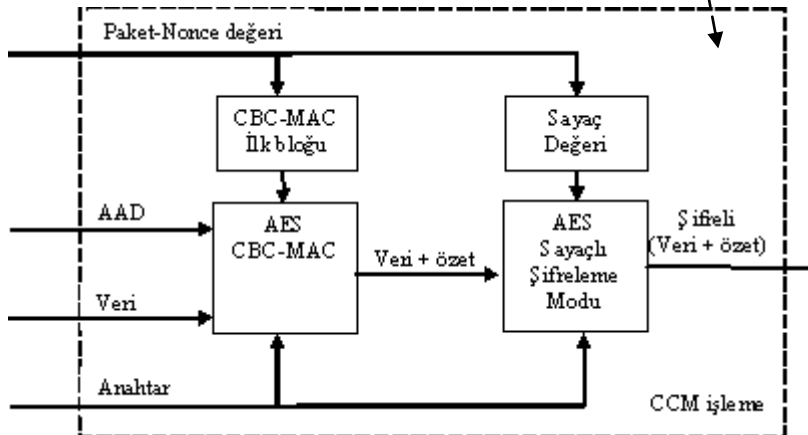 Paket-Nonce değeri
CBC-MAC
İlk bloğu
Sayaç
Değeri
AAD
AES
CBC-MAC
Veri + özet
AES
Sayaçlı
Şifreleme
Modu
Şifreli
(Veri + özet)
Veri
Anahtar
CCM işleme